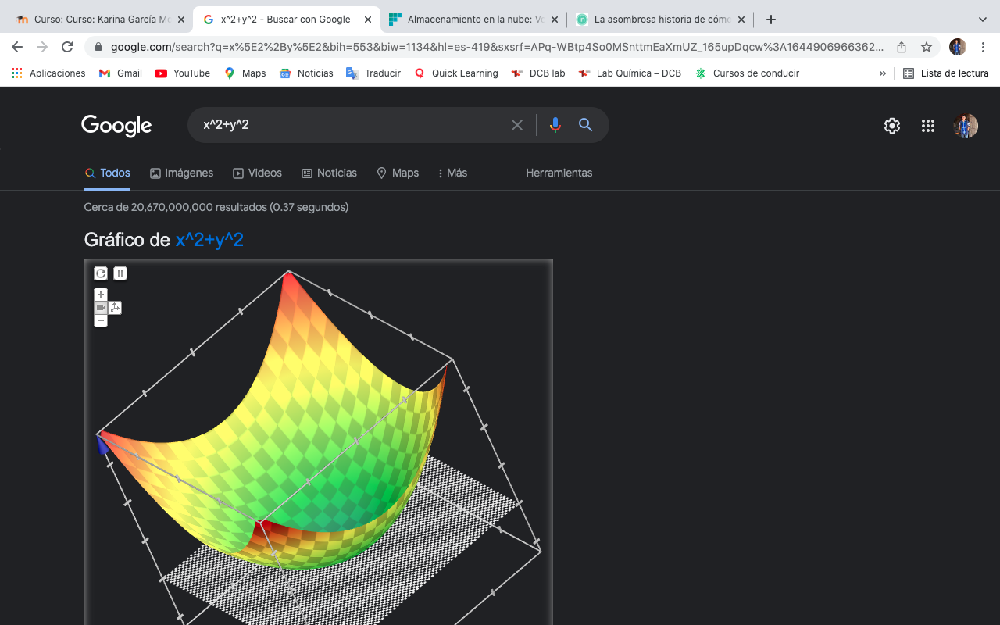 Curso: Curso: Karina García Mo
x^2+y^2 - Buscar con Google
Almacenamiento en la nube: Ve
La asombrosa historia de cómo
google.com/search?q=x%5E2%2By%5E2&bih=553&biw=1134&hl=es-419&sxsrf=APq-WBtp4So0MSnttmEaXmUZ_165upDqcw%3A1644906966362...
Aplicaciones
Gmail
YouTube
Maps
Noticias
Traducir
Quick Learning
DCB lab
Lab Química – DCB
Cursos de conducir
»
Lista de lectura
Google
x^2+y^2
Todos
Imágenes
Videos
Noticias
Maps
Más
Herramientas
Cerca de 20,670,000,000 resultados (0.37 segundos)
Gráfico de x^2+y^2